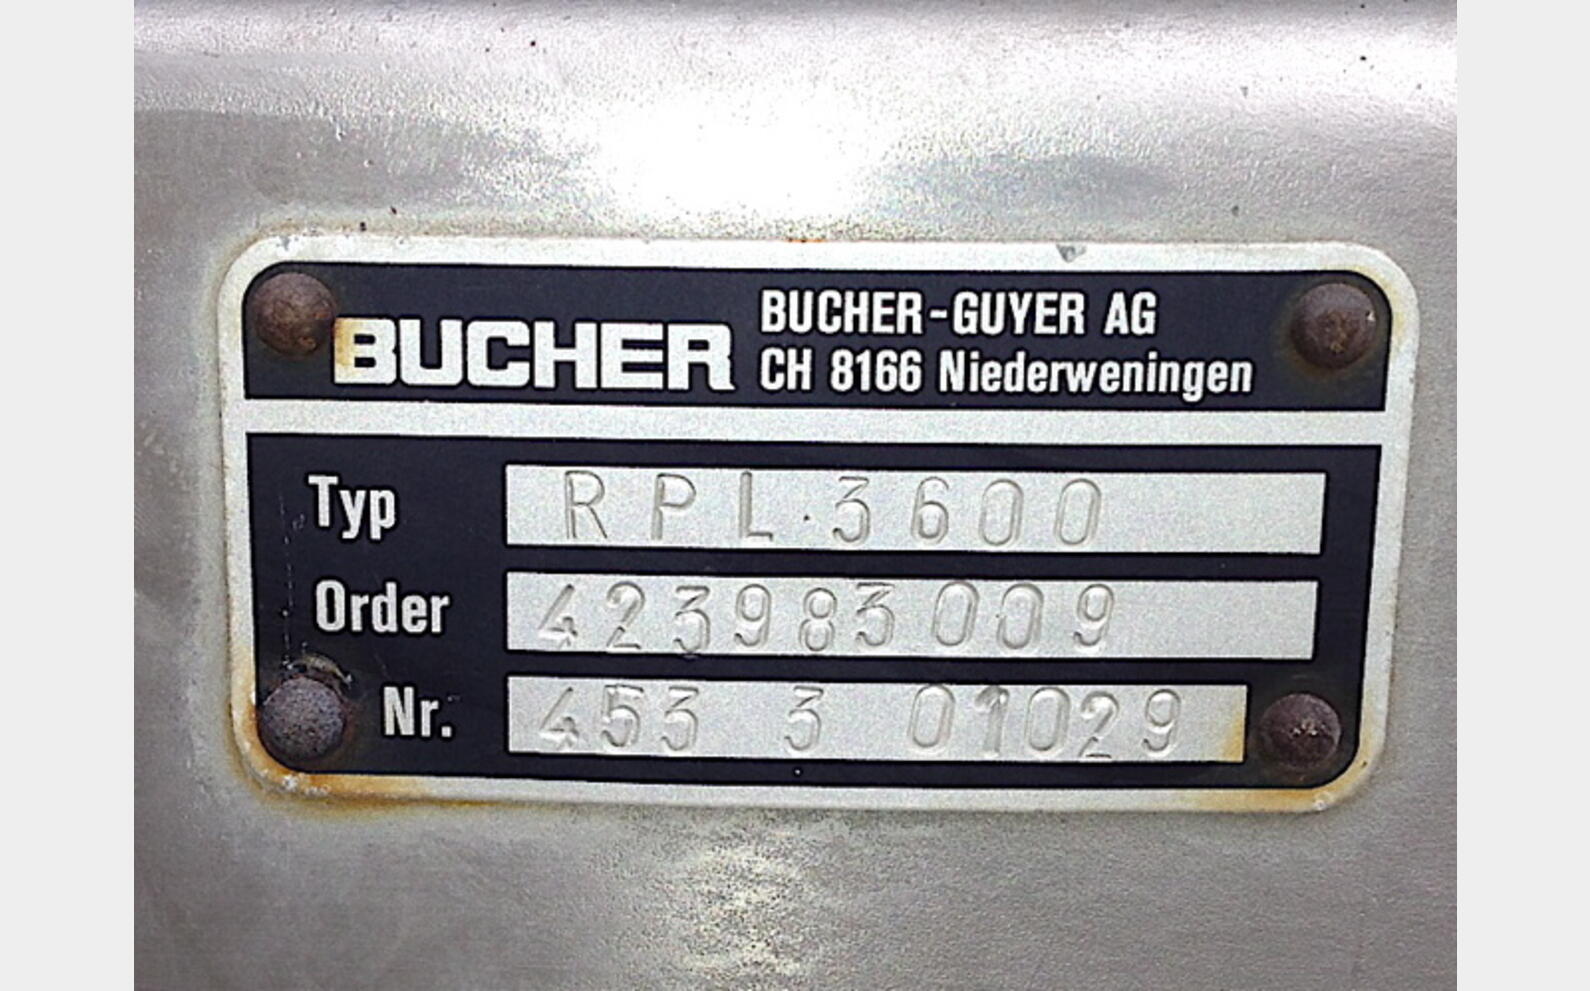 BUCHER
BUCHER-GUYER AG
CH 8166 Niederweningen
Typ RPL 3600
Order 423983009
Nr. 453 3 01029